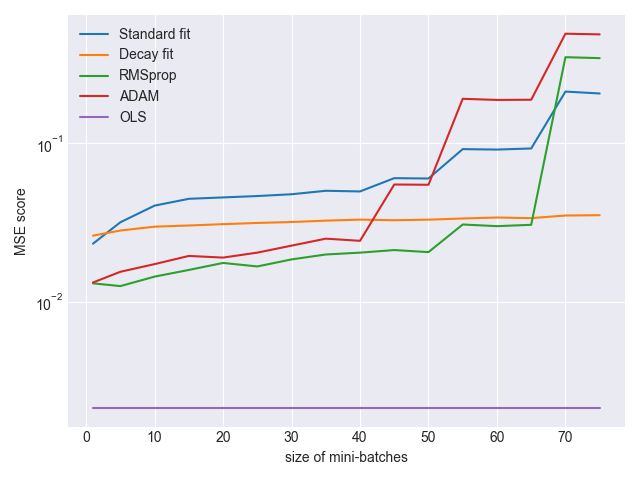 Standard fit
Decay fit
RMSprop
ADAM
OLS
MSE score
10^-1
10^-2
0 10 20 30 40 50 60 70
size of mini-batches